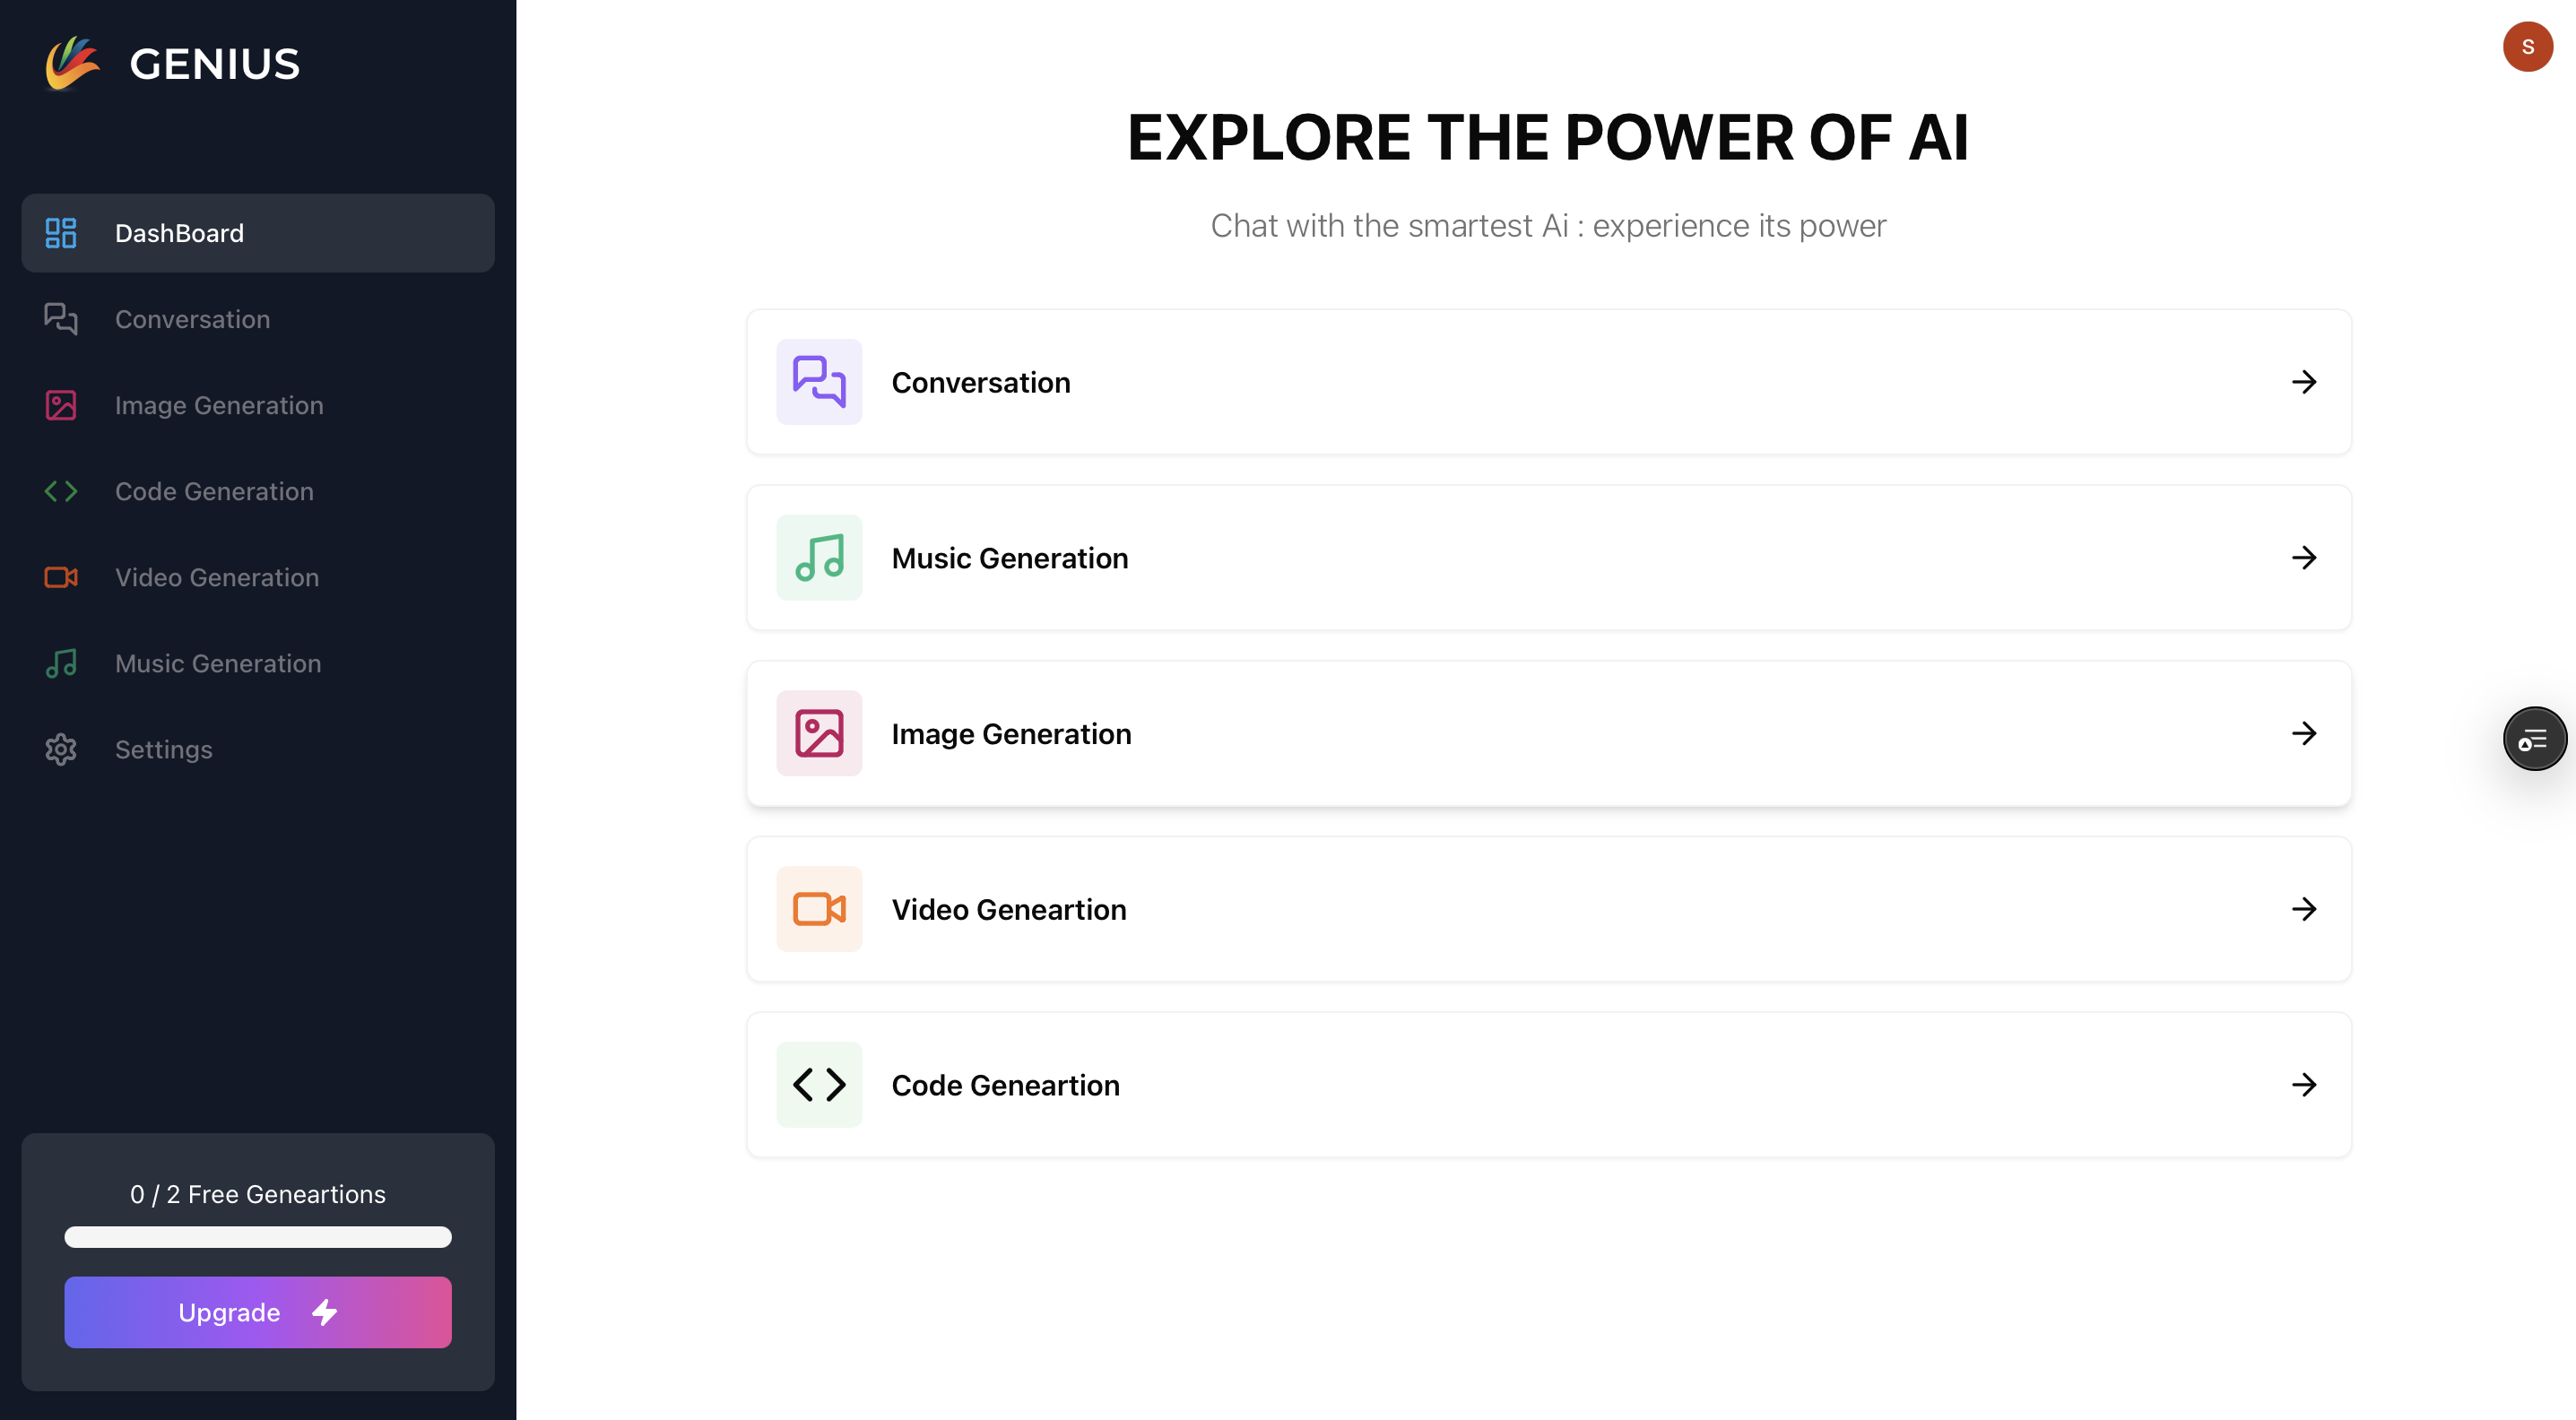 GENIUS
DashBoard
Conversation
Image Generation
Code Generation
Video Generation
Music Generation
Settings
0 / 2 Free Geneartions
Upgrade
S
EXPLORE THE POWER OF AI
Chat with the smartest Ai : experience its power
Conversation
Music Generation
Image Generation
Video Geneartion
Code Geneartion